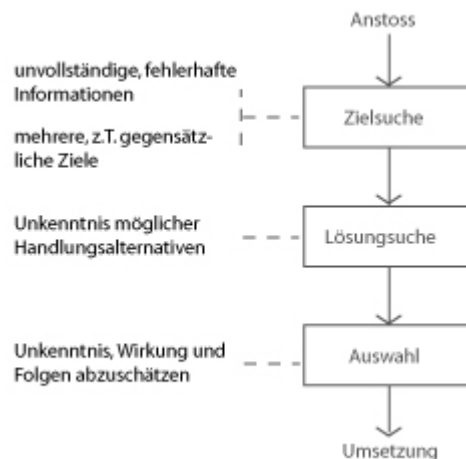 Anstoss
unvollständige, fehlerhafte
Informationen
Zielsuche
mehrere, z.T. gegensätz-
liche Ziele
Unkenntnis möglicher
Handlungsalternativen
Lösungsuche
Unkenntnis, Wirkung und
Folgen abzuschätzen
Auswahl
Umsetzung